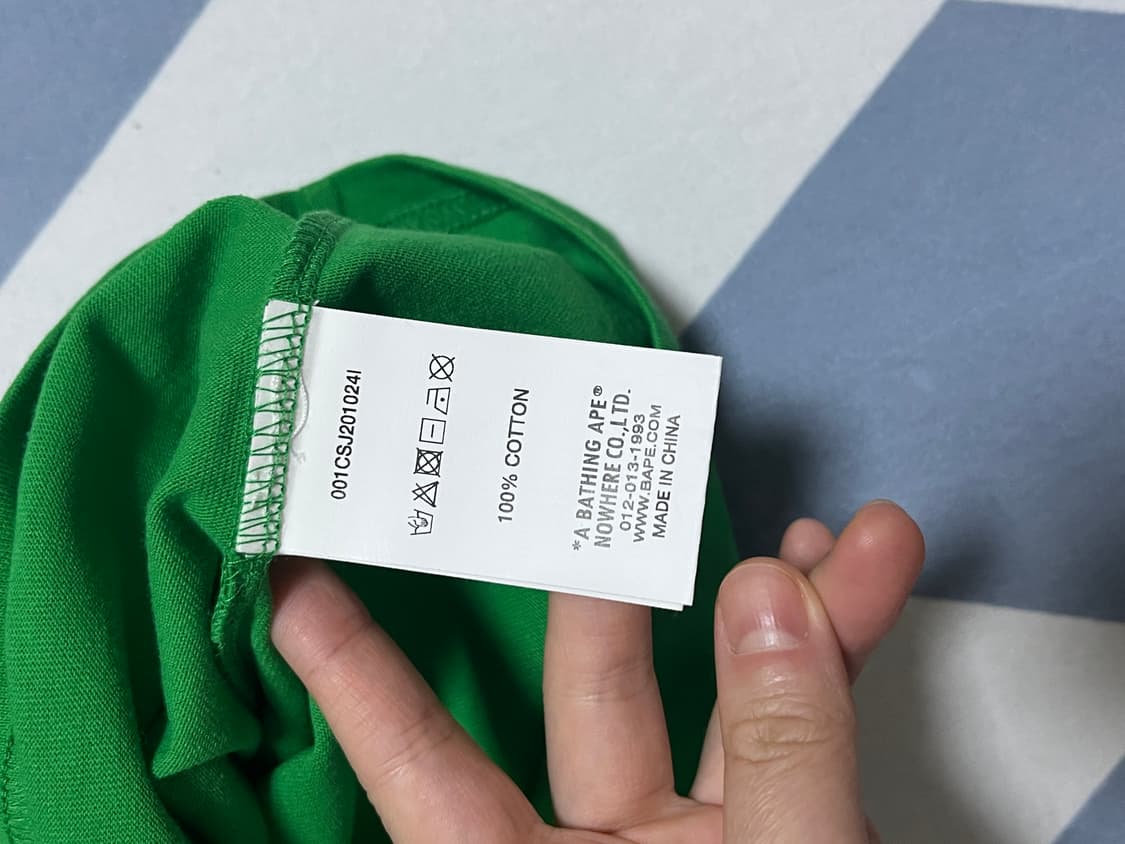 001CSJ201024I
100% COTTON
*A BATHING APE®
NOWHERE CO.,LTD.
012-013-1993
WWW.BAPE.COM
MADE IN CHINA